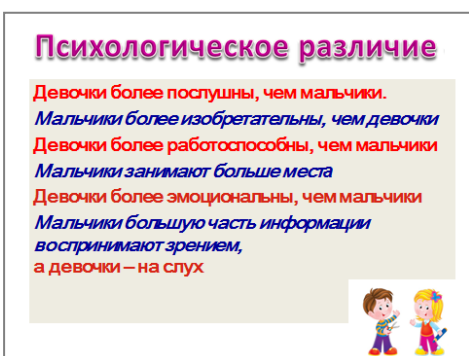 Психологическое различие
Девочки более послушны, чем мальчики.
Мальчики более изобретательны, чем девочки
Девочки более работоспособны, чем мальчики
Мальчики занимают больше места
Девочки более эмоциональны, чем мальчики
Мальчики большую часть информации
воспринимают зрением,
а девочки – на слух